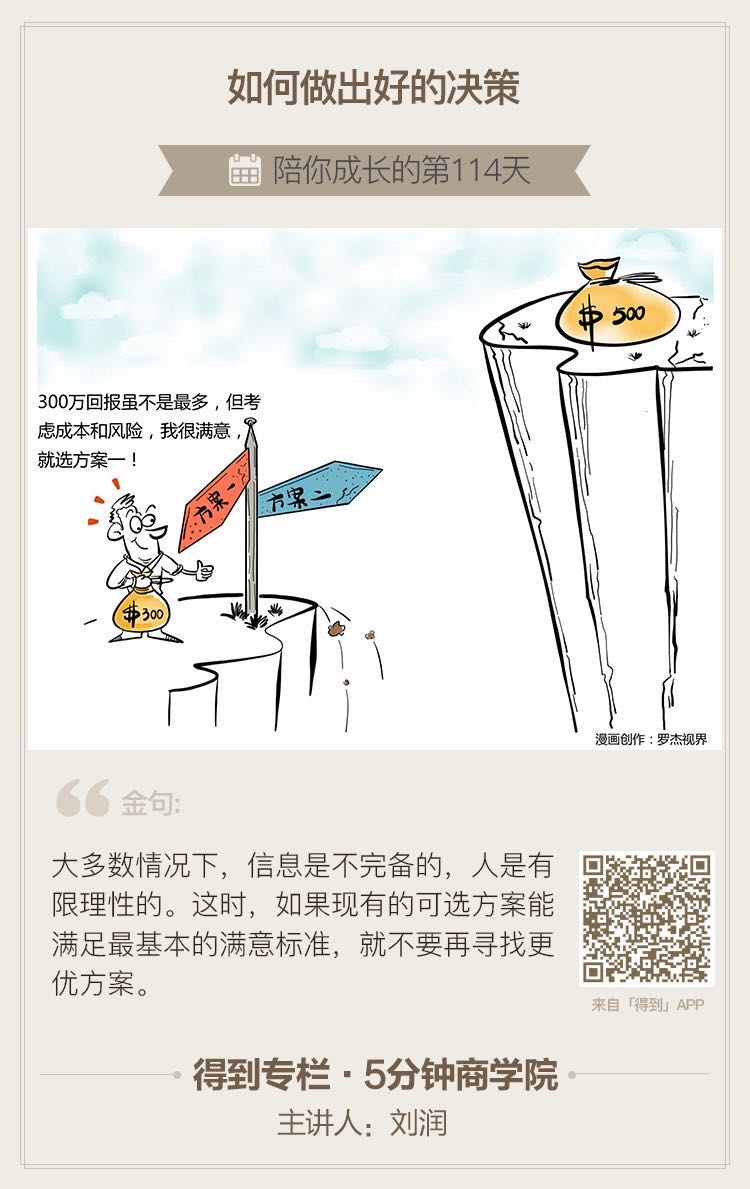 如何做出好的决策
陪你成长的第114天
$ 500
300万回报虽不是最多，但考
虑成本和风险，我很满意，
就选方案一！
方案一
方案二
$300
漫画创作：罗杰视界
金句:
大多数情况下，信息是不完备的，人是有
限理性的。这时，如果现有的可选方案能
满足最基本的满意标准，就不要再寻找更
优方案。
来自「得到」APP
得到专栏·5分钟商学院
主讲人：刘润